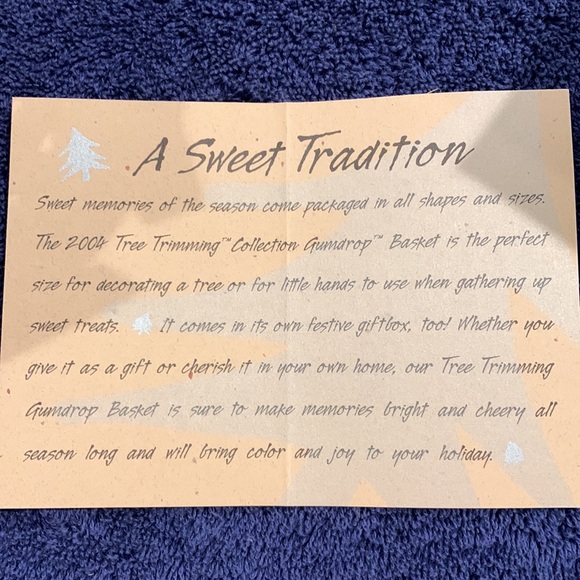 A Sweet Tradition
Sweet memories of the season come packaged in all shapes and sizes.
The 2004 Tree Trimming™ Collection Gumdrop™ Basket is the perfect
size for decorating a tree or for little hands to use when gathering up
sweet treats. It comes in its own festive giftbox, too! Whether you
give it as a gift or cherish it in your own home, our Tree Trimming
Gumdrop Basket is sure to make memories bright and cheery all
season long and will bring color and joy to your holiday.